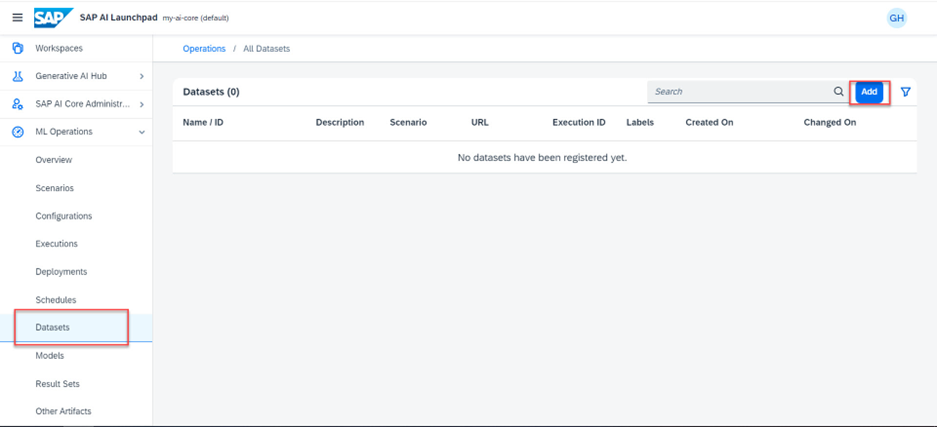 SAP SAP AI Launchpad my-ai-core (default) GH
Workspaces
Generative AI Hub
SAP AI Core Administr...
ML Operations
Overview
Scenarios
Configurations
Executions
Deployments
Schedules
Datasets
Models
Result Sets
Other Artifacts
Operations / All Datasets
Datasets (0) Search Add
Name / ID Description Scenario URL Execution ID Labels Created On Changed On
No datasets have been registered yet.